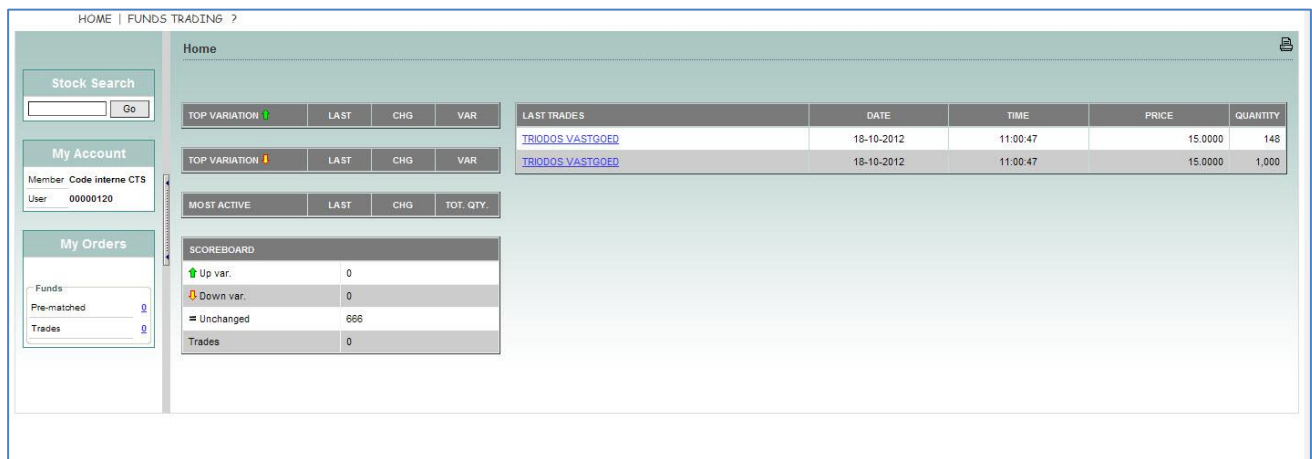 HOME | FUNDS TRADING ?
Home
Stock Search
Go
My Account
Member Code interne CTS
User 00000120
My Orders
Funds
Pre-matched 0
Trades 0
TOP VARIATION LAST CHG VAR
TOP VARIATION LAST CHG VAR
MOST ACTIVE LAST CHG TOT. QTY.
SCOREBOARD
Up var. 0
Down var. 0
= Unchanged 666
Trades 0
LAST TRADES DATE TIME PRICE QUANTITY
TRIODOS VASTGOED 18-10-2012 11:00:47 15.0000 148
TRIODOS VASTGOED 18-10-2012 11:00:47 15.0000 1,000